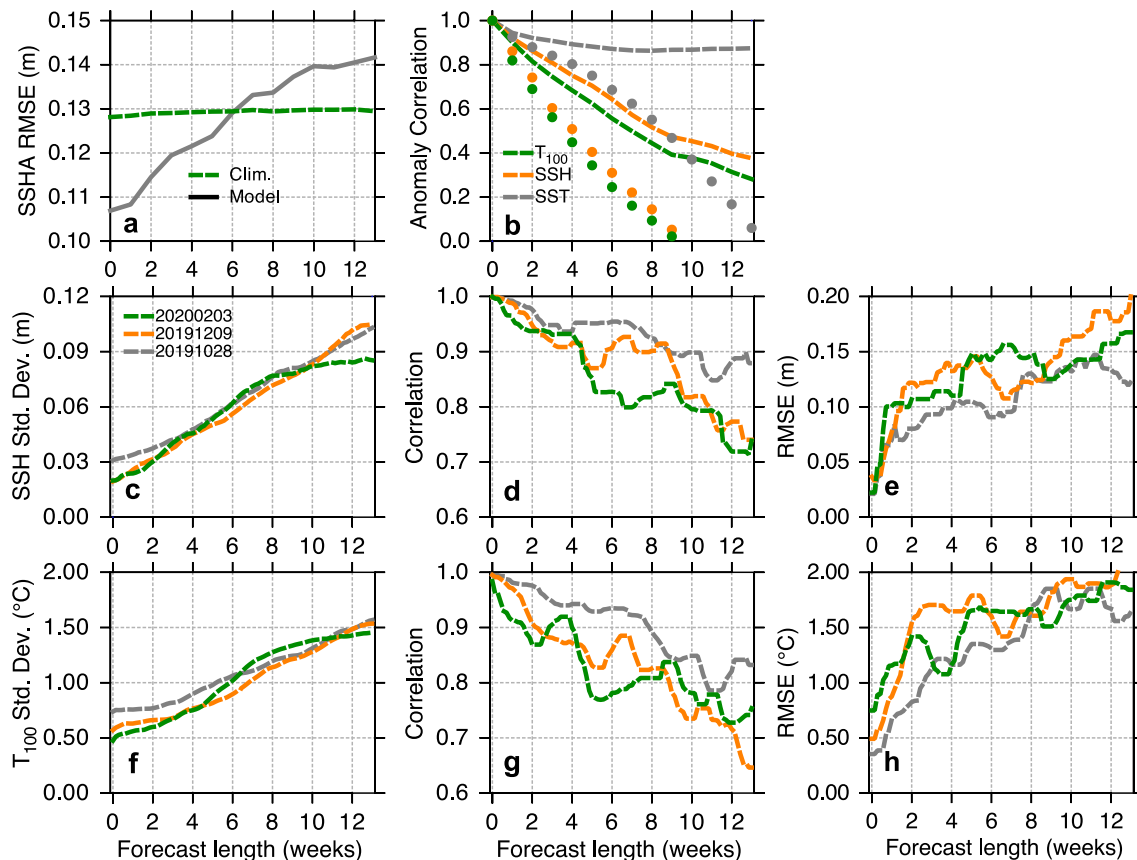 SSHA RMSE (m)
0.15
0.14
0.13
0.12
0.11
0.10
Clim.
Model
a
0 2 4 6 8 10 12
Anomaly Correlation
1.0
0.8
0.6
0.4
0.2
0.0
T100
SSH
SST
b
0 2 4 6 8 10 12
SSH Std. Dev. (m)
0.12
0.09
0.06
0.03
0.00
20200203
20191209
20191028
c
0 2 4 6 8 10 12
Correlation
1.0
0.9
0.8
0.7
0.6
d
0 2 4 6 8 10 12
RMSE (m)
0.20
0.15
0.10
0.05
0.00
e
0 2 4 6 8 10 12
T100 Std. Dev. (°C)
2.00
1.50
1.00
0.50
0.00
f
0 2 4 6 8 10 12
Forecast length (weeks)
Correlation
1.0
0.9
0.8
0.7
0.6
g
0 2 4 6 8 10 12
Forecast length (weeks)
RMSE (°C)
2.00
1.50
1.00
0.50
0.00
h
0 2 4 6 8 10 12
Forecast length (weeks)